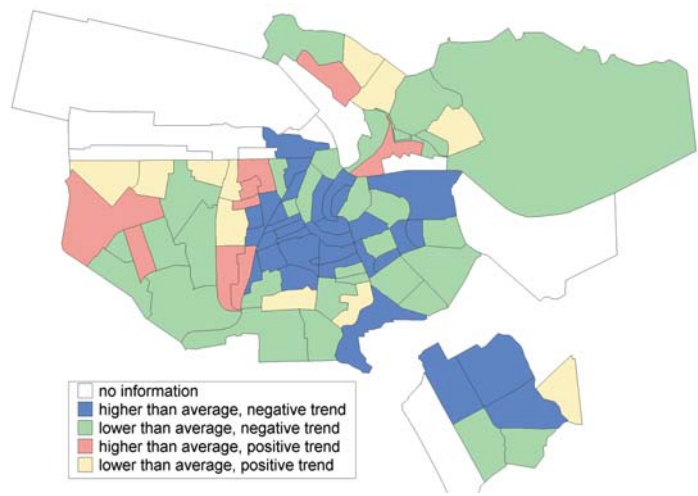 no information
higher than average, negative trend
lower than average, negative trend
higher than average, positive trend
lower than average, positive trend